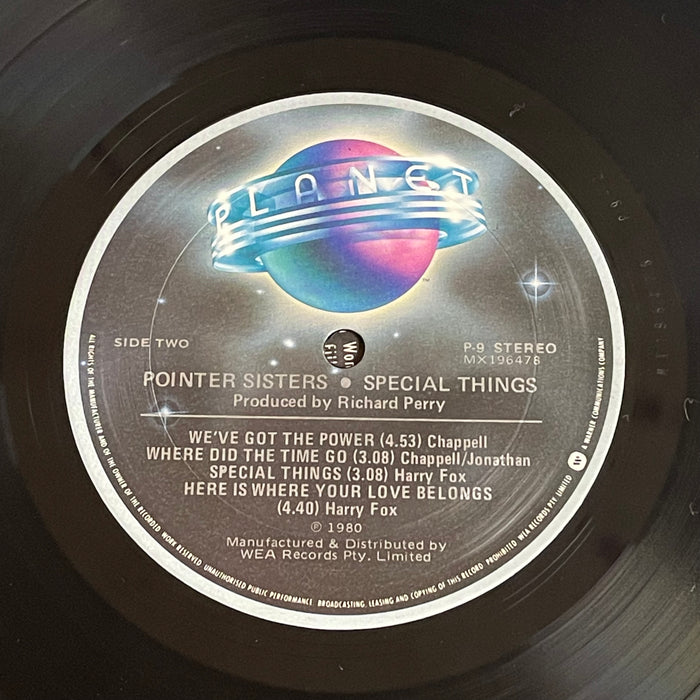 PLANET
™
SIDE TWO
P-9 STEREO
MX196478
POINTER SISTERS • SPECIAL THINGS
Produced by Richard Perry
WE'VE GOT THE POWER (4.53) Chappell
WHERE DID THE TIME GO (3.08) Chappell/Jonathan
SPECIAL THINGS (3.08) Harry Fox
HERE IS WHERE YOUR LOVE BELONGS
(4.40) Harry Fox
℗ 1980
Manufactured & Distributed by
WEA Records Pty. Limited
ALL RIGHTS OF THE MANUFACTURER AND OF THE OWNER OF THE RECORDED WORK RESERVED. UNAUTHORISED PUBLIC PERFORMANCE, BROADCASTING, LEASING AND COPYING OF THIS RECORD PROHIBITED. WEA RECORDS PTY. LIMITED
A WARNER COMMUNICATIONS COMPANY